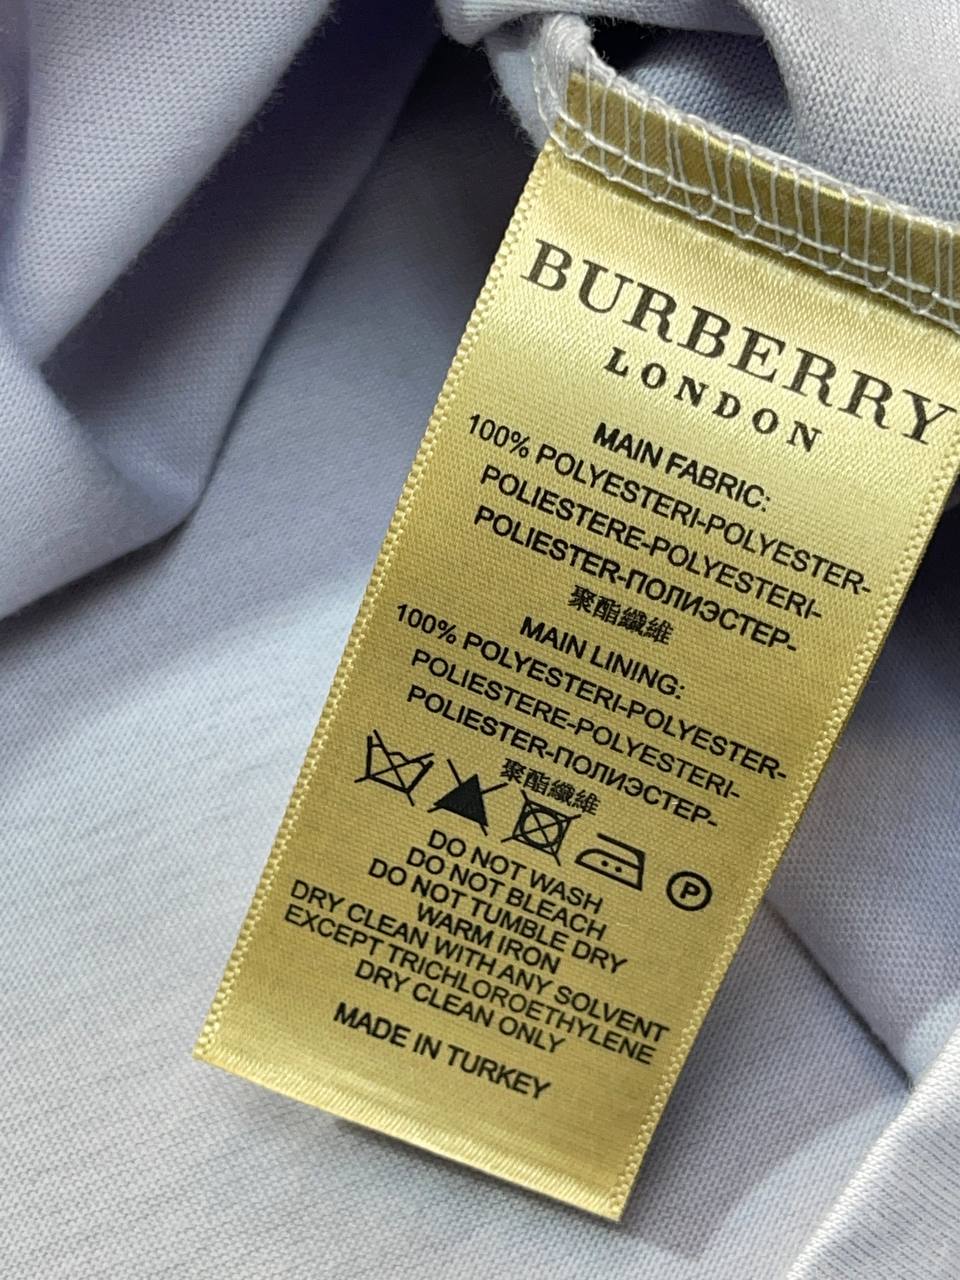 BURBERRY
LONDON
MAIN FABRIC:
100% POLYESTERI-POLYESTER-
POLIESTERE-POLYESTERI-
POLIESTER-ПОЛИЭСТЕР-
聚酯纖維
MAIN LINING:
100% POLYESTERI-POLYESTER-
POLIESTERE-POLYESTERI-
POLIESTER-ПОЛИЭСТЕР-
聚酯纖維
P
DO NOT WASH
DO NOT BLEACH
DO NOT TUMBLE DRY
WARM IRON
DRY CLEAN WITH ANY SOLVENT
EXCEPT TRICHLOROETHYLENE
DRY CLEAN ONLY
MADE IN TURKEY